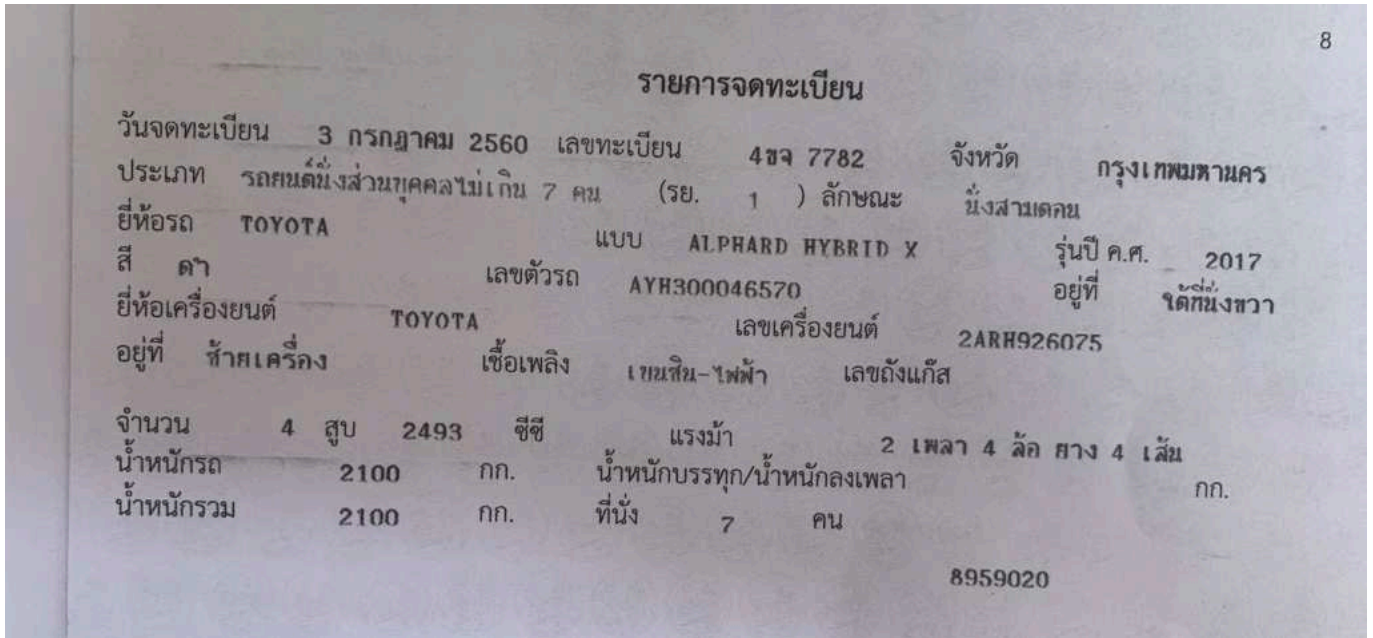 8
รายการจดทะเบียน
วันจดทะเบียน 3 กรกฎาคม 2560 เลขทะเบียน 4ขจ 7782 จังหวัด กรุงเทพมหานคร
ประเภท รถยนต์นั่งส่วนบุคคลไม่เกิน 7 คน (รย. 1 ) ลักษณะ นั่งสามตอน
ยี่ห้อรถ TOYOTA แบบ ALPHARD HYBRID X รุ่นปี ค.ศ. 2017
สี ดำ เลขตัวรถ AYH300046570 อยู่ที่ ใต้ที่นั่งขวา
ยี่ห้อเครื่องยนต์ TOYOTA เลขเครื่องยนต์ 2ARH926075
อยู่ที่ ซ้ายเครื่อง เชื้อเพลิง เบนซิน-ไฟฟ้า เลขถังแก๊ส
จำนวน 4 สูบ 2493 ซีซี แรงม้า 2 เพลา 4 ล้อ ยาง 4 เส้น
น้ำหนักรถ 2100 กก. น้ำหนักบรรทุก/น้ำหนักลงเพลา กก.
น้ำหนักรวม 2100 กก. ที่นั่ง 7 คน
8959020